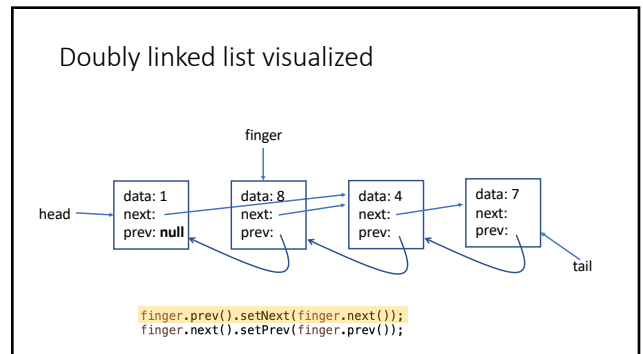 Doubly linked list visualized
finger
head
data: 1
next:
prev: null
data: 8
next:
prev:
data: 4
next:
prev:
data: 7
next:
prev:
tail
finger.prev().setNext(finger.next());
finger.next().setPrev(finger.prev());